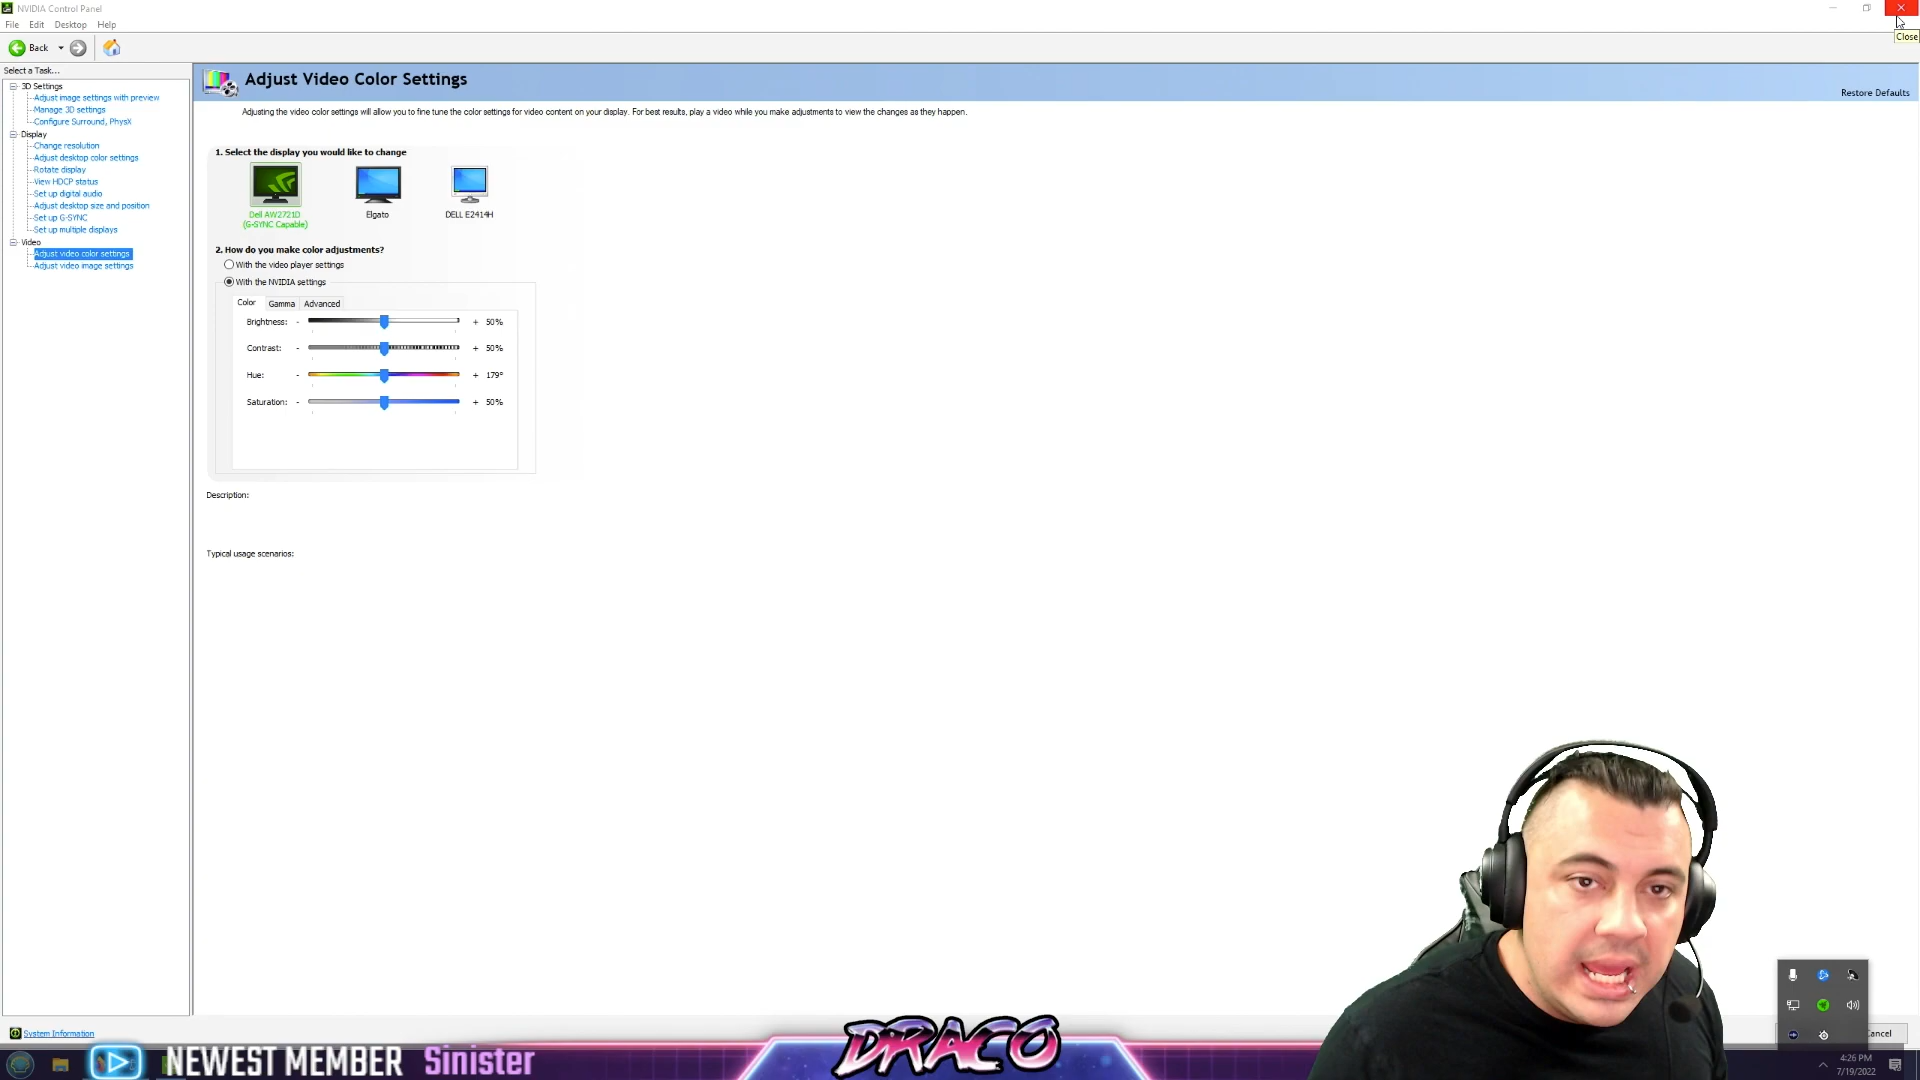 NVIDIA Control Panel
Close
File Edit Desktop Help
Back
Select a Task...
3D Settings
Adjust image settings with preview
Manage 3D settings
Configure Surround, PhysX
Display
Change resolution
Adjust desktop color settings
Rotate display
View HDCP status
Set up digital audio
Adjust desktop size and position
Set up G-SYNC
Set up multiple displays
Video
Adjust video color settings
Adjust video image settings
System Information
Adjust Video Color Settings
Restore Defaults
Adjusting the video color settings will allow you to fine tune the color settings for video content on your display. For best results, play a video while you make adjustments to view the changes as they happen.
1. Select the display you would like to change
Dell AW2721D
(G-SYNC Capable)
Elgato
DELL E2414H
2. How do you make color adjustments?
With the video player settings
With the NVIDIA settings
Color Gamma Advanced
Brightness: - + 50%
Contrast: - + 50%
Hue: - + 179°
Saturation: - + 50%
Description:
Typical usage scenarios:
NEWEST MEMBER Sinister
DRACO
4:26 PM
7/19/2022